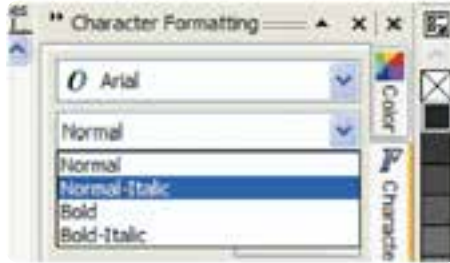 Character Formatting
O Arial
Normal
Normal
Normal-Italic
Bold
Bold-Italic
Color
F Characte